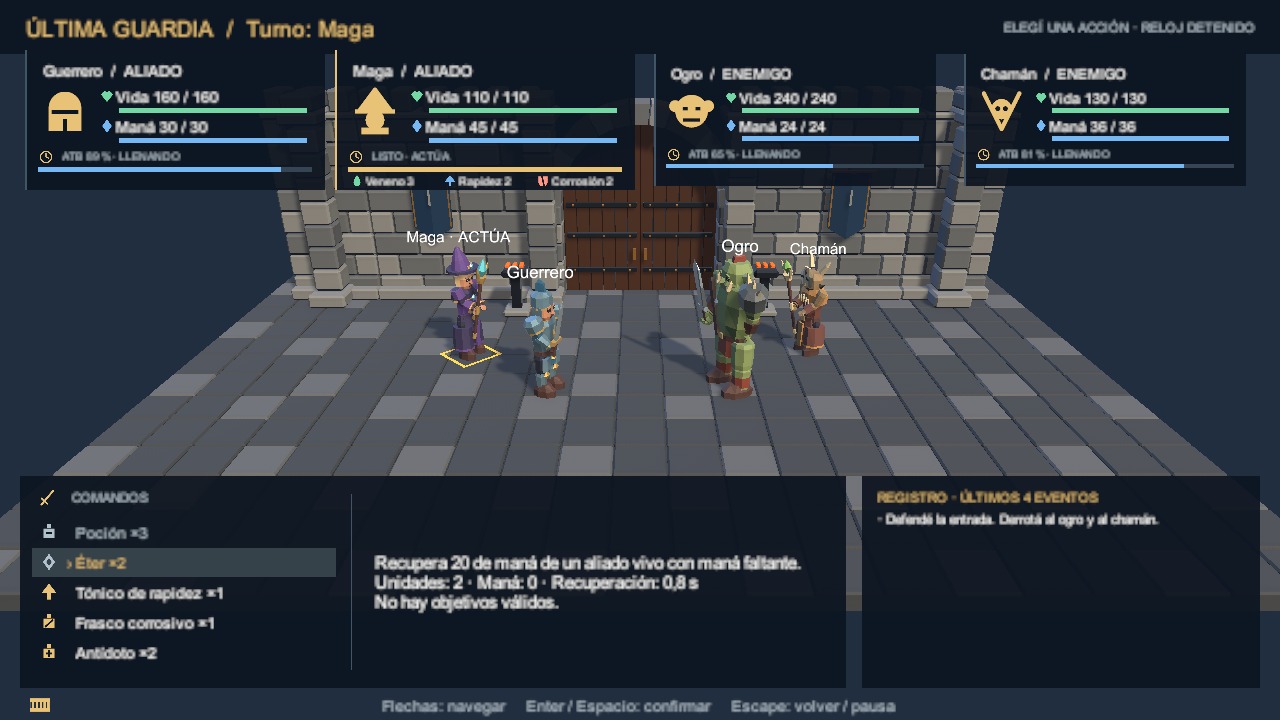 ÚLTIMA GUARDIA / Turno: Maga
ELEGÍ UNA ACCIÓN - RELOJ DETENIDO
Guerrero / ALIADO
Vida 160 / 160
Maná 30 / 30
ATB 89 % · LLENANDO
Maga / ALIADO
Vida 110 / 110
Maná 45 / 45
LISTO · ACTÚA
Veneno 3
Rapidez 2
Corrosión 2
Ogro / ENEMIGO
Vida 240 / 240
Maná 24 / 24
ATB 65 % · LLENANDO
Chamán / ENEMIGO
Vida 130 / 130
Maná 36 / 36
ATB 81 % · LLENANDO
Maga · ACTÚA
Guerrero
Ogro
Chamán
COMANDOS
Poción ×3
› Éter ×2
Tónico de rapidez ×1
Frasco corrosivo ×1
Antídoto ×2
Recupera 20 de maná de un aliado vivo con maná faltante.
Unidades: 2 · Maná: 0 · Recuperación: 0,8 s
No hay objetivos válidos.
REGISTRO - ÚLTIMOS 4 EVENTOS
· Defendé la entrada. Derrotá al ogro y al chamán.
Flechas: navegar Enter / Espacio: confirmar Escape: volver / pausa